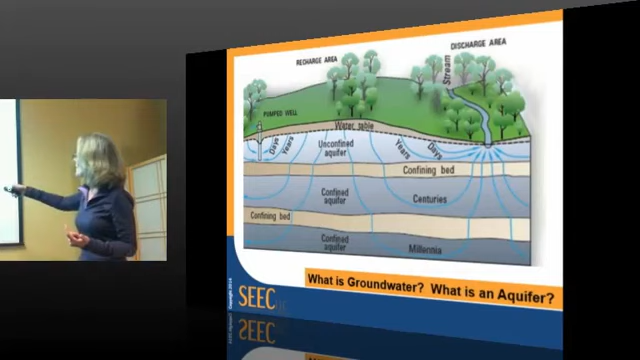 DISCHARGE AREA
RECHARGE AREA
Stream
PUMPED WELL
Water table
Days
Years
Unconfined
aquifer
Years
Days
Confining bed
Confined
aquifer
Centuries
Confining bed
Confined
aquifer
Millennia
What is Groundwater? What is an Aquifer?
SEEC